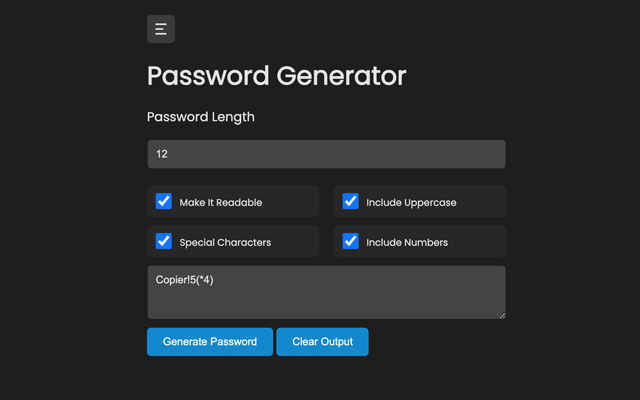 Password Generator
Password Length
12
Make It Readable
Include Uppercase
Special Characters
Include Numbers
Copier!5(*4)
Generate Password
Clear Output